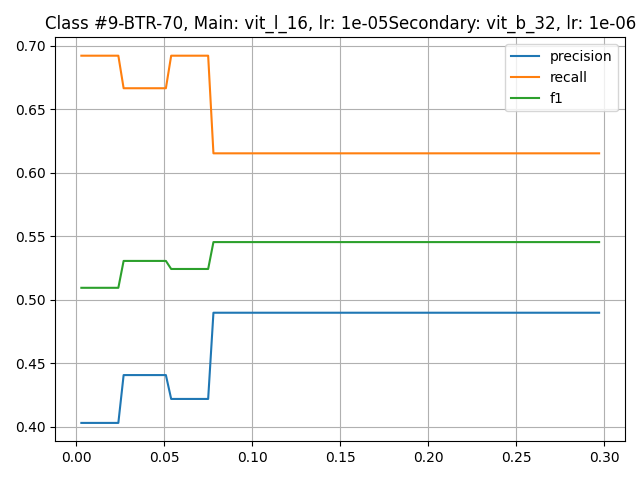 Class #9-BTR-70, Main: vit_l_16, lr: 1e-05Secondary: vit_b_32, lr: 1e-06
0.70
0.65
0.60
0.55
0.50
0.45
0.40
precision
recall
f1
0.00 0.05 0.10 0.15 0.20 0.25 0.30